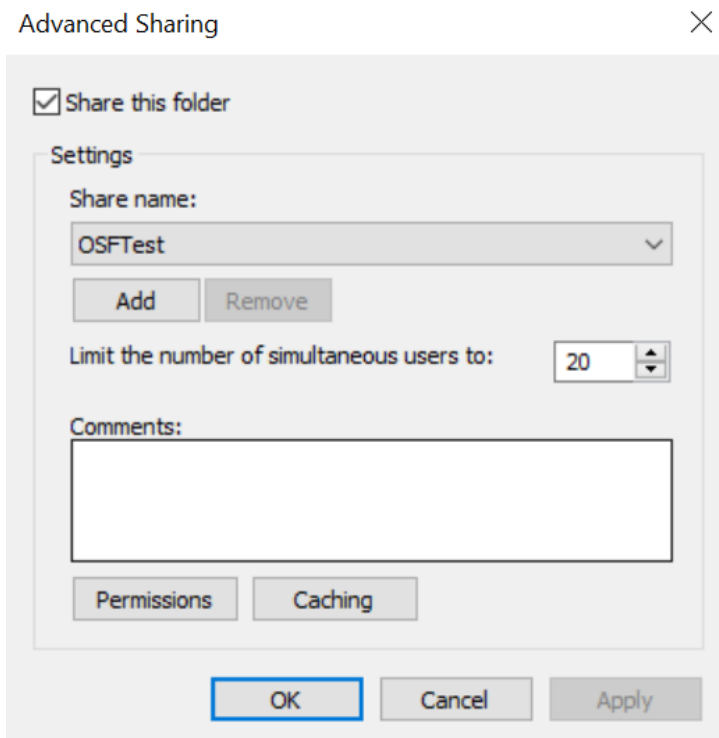 Advanced Sharing
Share this folder
Settings
Share name:
OSFTest
Add Remove
Limit the number of simultaneous users to: 20
Comments:
Permissions Caching
OK Cancel Apply